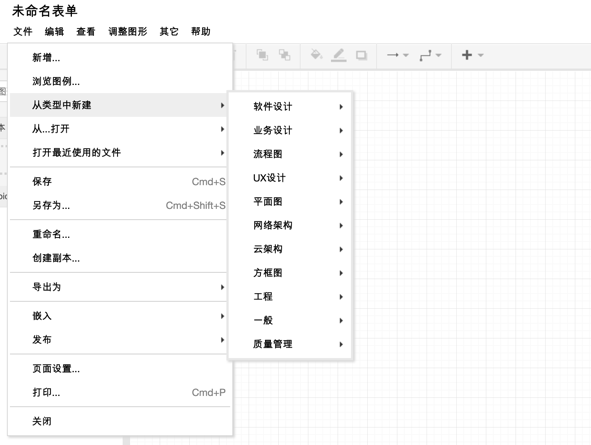 未命名表单
文件 编辑 查看 调整图形 其它 帮助
新增...
浏览图例...
从类型中新建
从...打开
打开最近使用的文件
保存 Cmd+S
另存为... Cmd+Shift+S
重命名...
创建副本...
导出为
嵌入
发布
页面设置...
打印... Cmd+P
关闭
软件设计
业务设计
流程图
UX设计
平面图
网络架构
云架构
方框图
工程
一般
质量管理
图
本